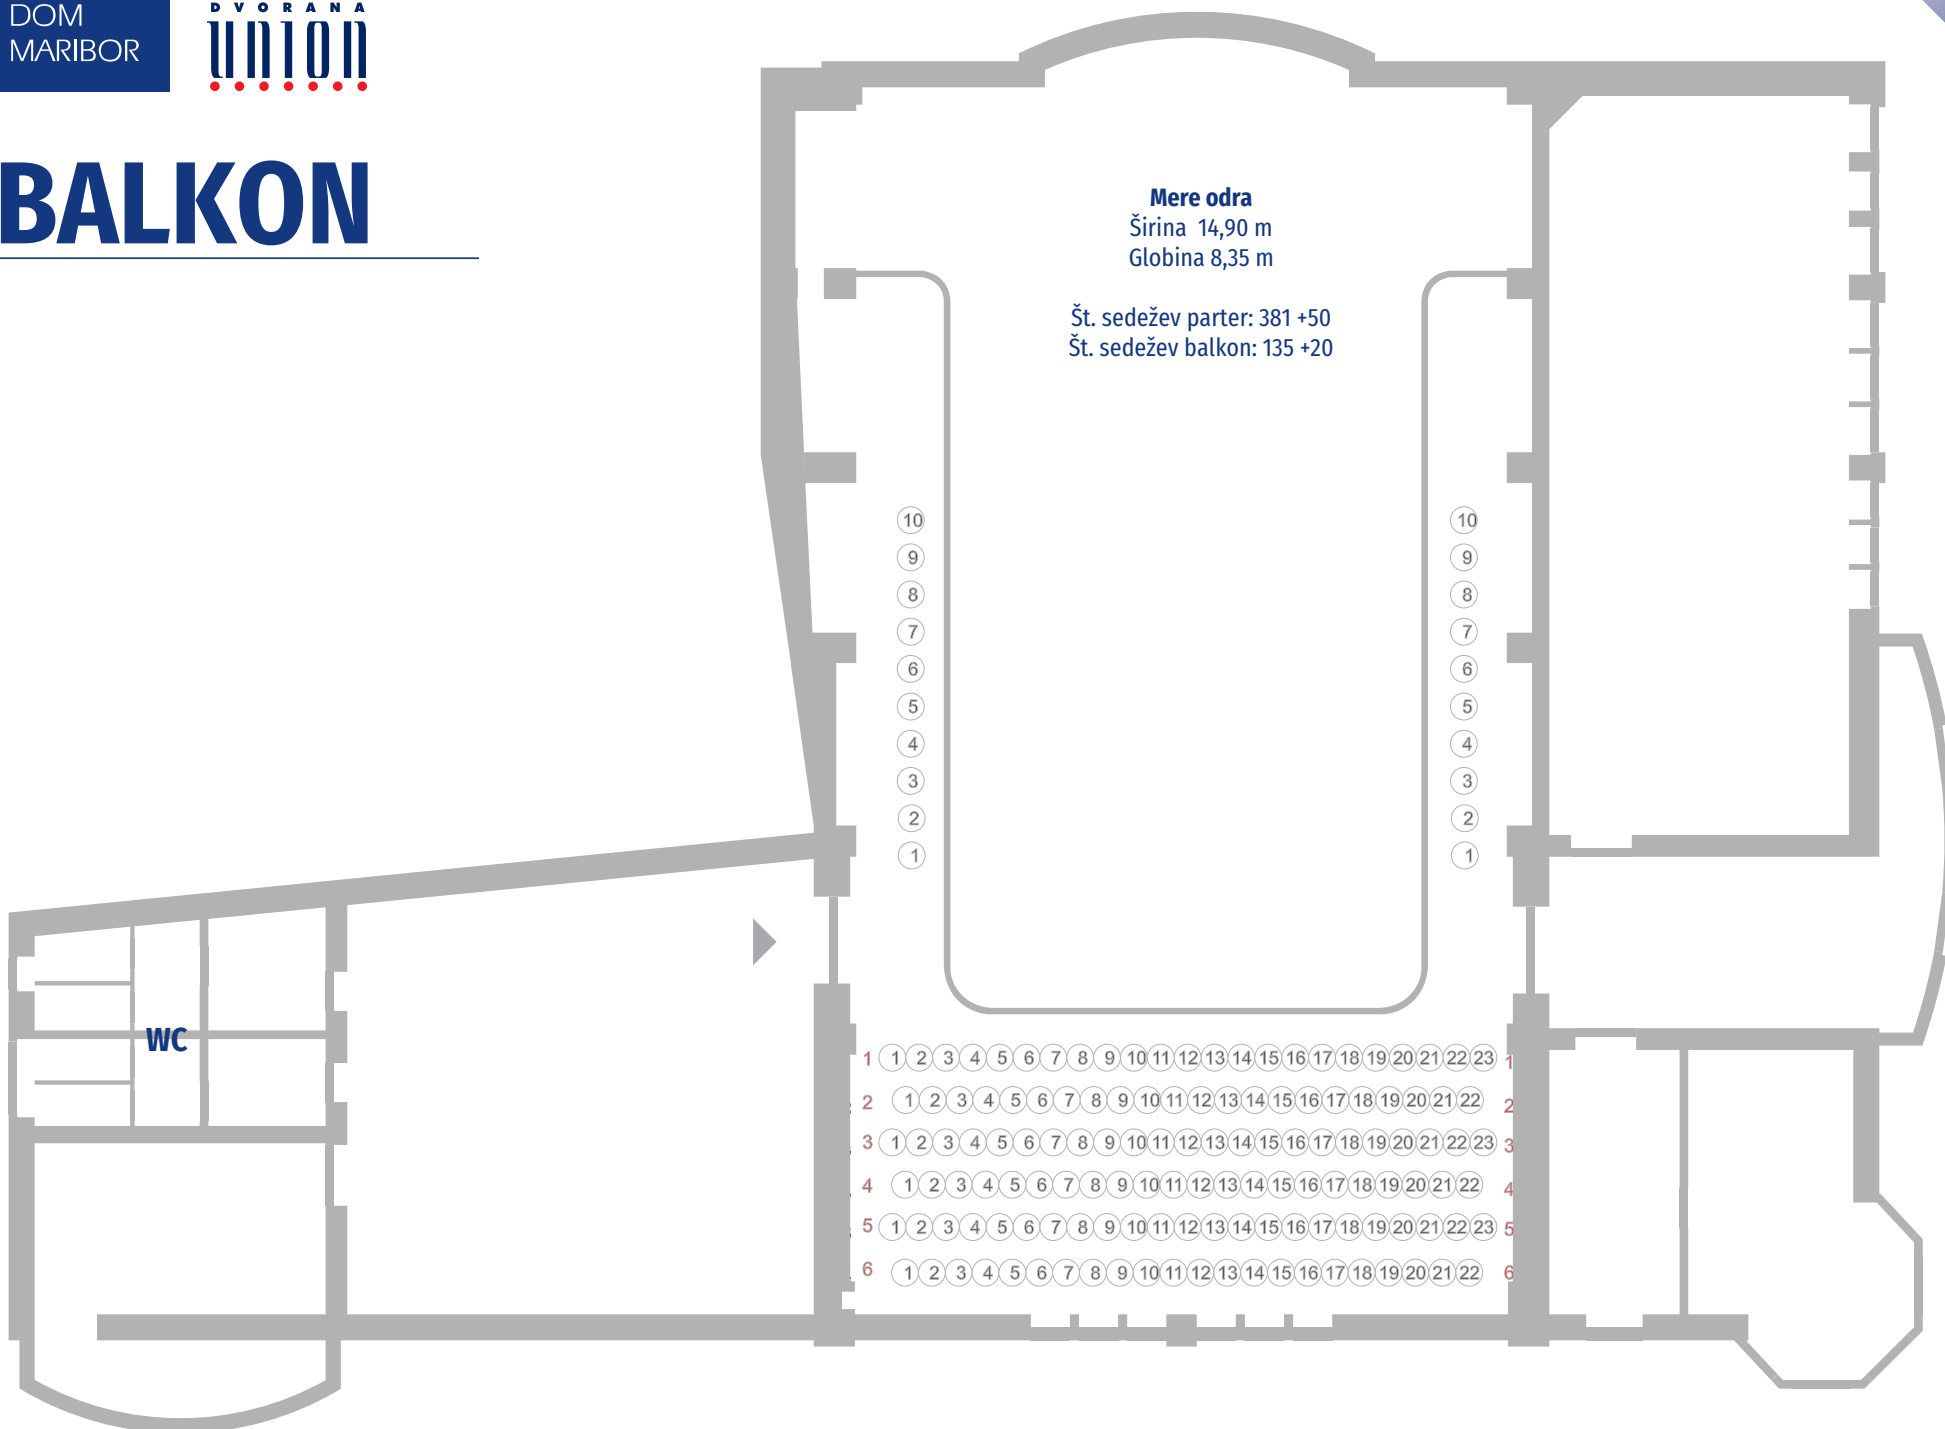 DOM
MARIBOR
DVORANA
union
BALKON
Mere odra
Širina 14,90 m
Globina 8,35 m
Št. sedežev parter: 381 +50
Št. sedežev balkon: 135 +20
10 10
9 9
8 8
7 7
6 6
5 5
4 4
3 3
2 2
1 1
WC
1 1 2 3 4 5 6 7 8 9 10 11 12 13 14 15 16 17 18 19 20 21 22 23 1
2 1 2 3 4 5 6 7 8 9 10 11 12 13 14 15 16 17 18 19 20 21 22 2
3 1 2 3 4 5 6 7 8 9 10 11 12 13 14 15 16 17 18 19 20 21 22 23 3
4 1 2 3 4 5 6 7 8 9 10 11 12 13 14 15 16 17 18 19 20 21 22 4
5 1 2 3 4 5 6 7 8 9 10 11 12 13 14 15 16 17 18 19 20 21 22 23 5
6 1 2 3 4 5 6 7 8 9 10 11 12 13 14 15 16 17 18 19 20 21 22 6